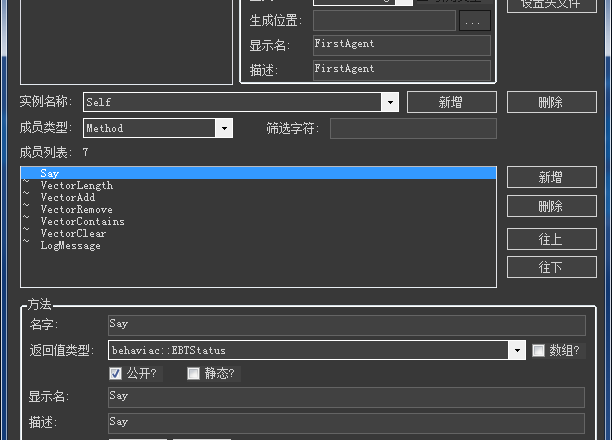 设置头文件
生成位置:
...
显示名: FirstAgent
描述: FirstAgent
实例名称: Self 新增 删除
成员类型: Method 筛选字符:
成员列表: 7
Say
~ VectorLength
~ VectorAdd
~ VectorRemove
~ VectorContains
~ VectorClear
~ LogMessage
新增
删除
往上
往下
方法
名字: Say
返回值类型: behaviac::EBTStatus 数组?
公开? 静态?
显示名: Say
描述: Say